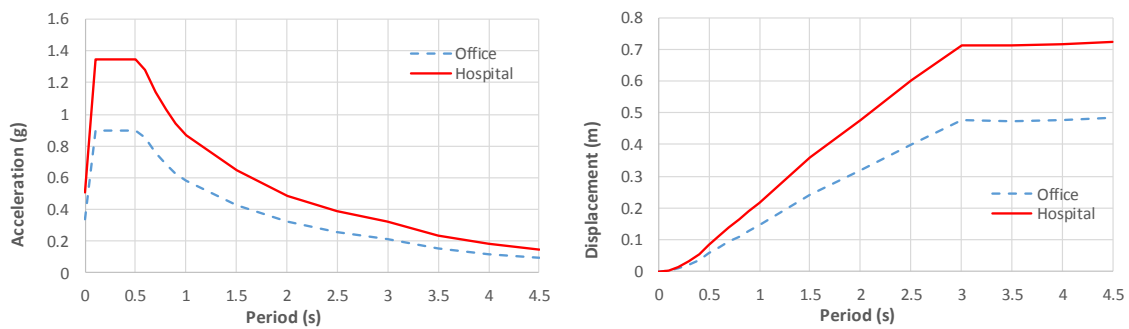 1.6
1.4
1.2
1
0.8
0.6
0.4
0.2
0
Acceleration (g)
Office
Hospital
0 0.5 1 1.5 2 2.5 3 3.5 4 4.5
Period (s)
0.8
0.7
0.6
0.5
0.4
0.3
0.2
0.1
0
Displacement (m)
Office
Hospital
0 0.5 1 1.5 2 2.5 3 3.5 4 4.5
Period (s)